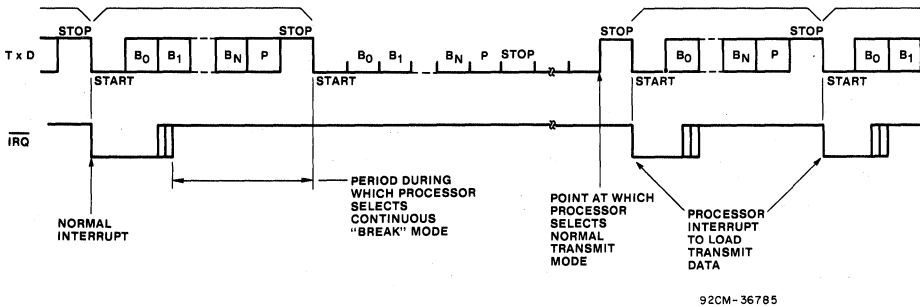 STOP STOP STOP STOP
T x D B0 B1 BN P B0 B1 BN P STOP B0 BN P B0 B1
START START START START
IRQ
NORMAL
INTERRUPT
PERIOD DURING
WHICH PROCESSOR
SELECTS
CONTINUOUS
"BREAK" MODE
POINT AT WHICH
PROCESSOR
SELECTS
NORMAL
TRANSMIT
MODE
PROCESSOR
INTERRUPT
TO LOAD
TRANSMIT
DATA
92CM-36785